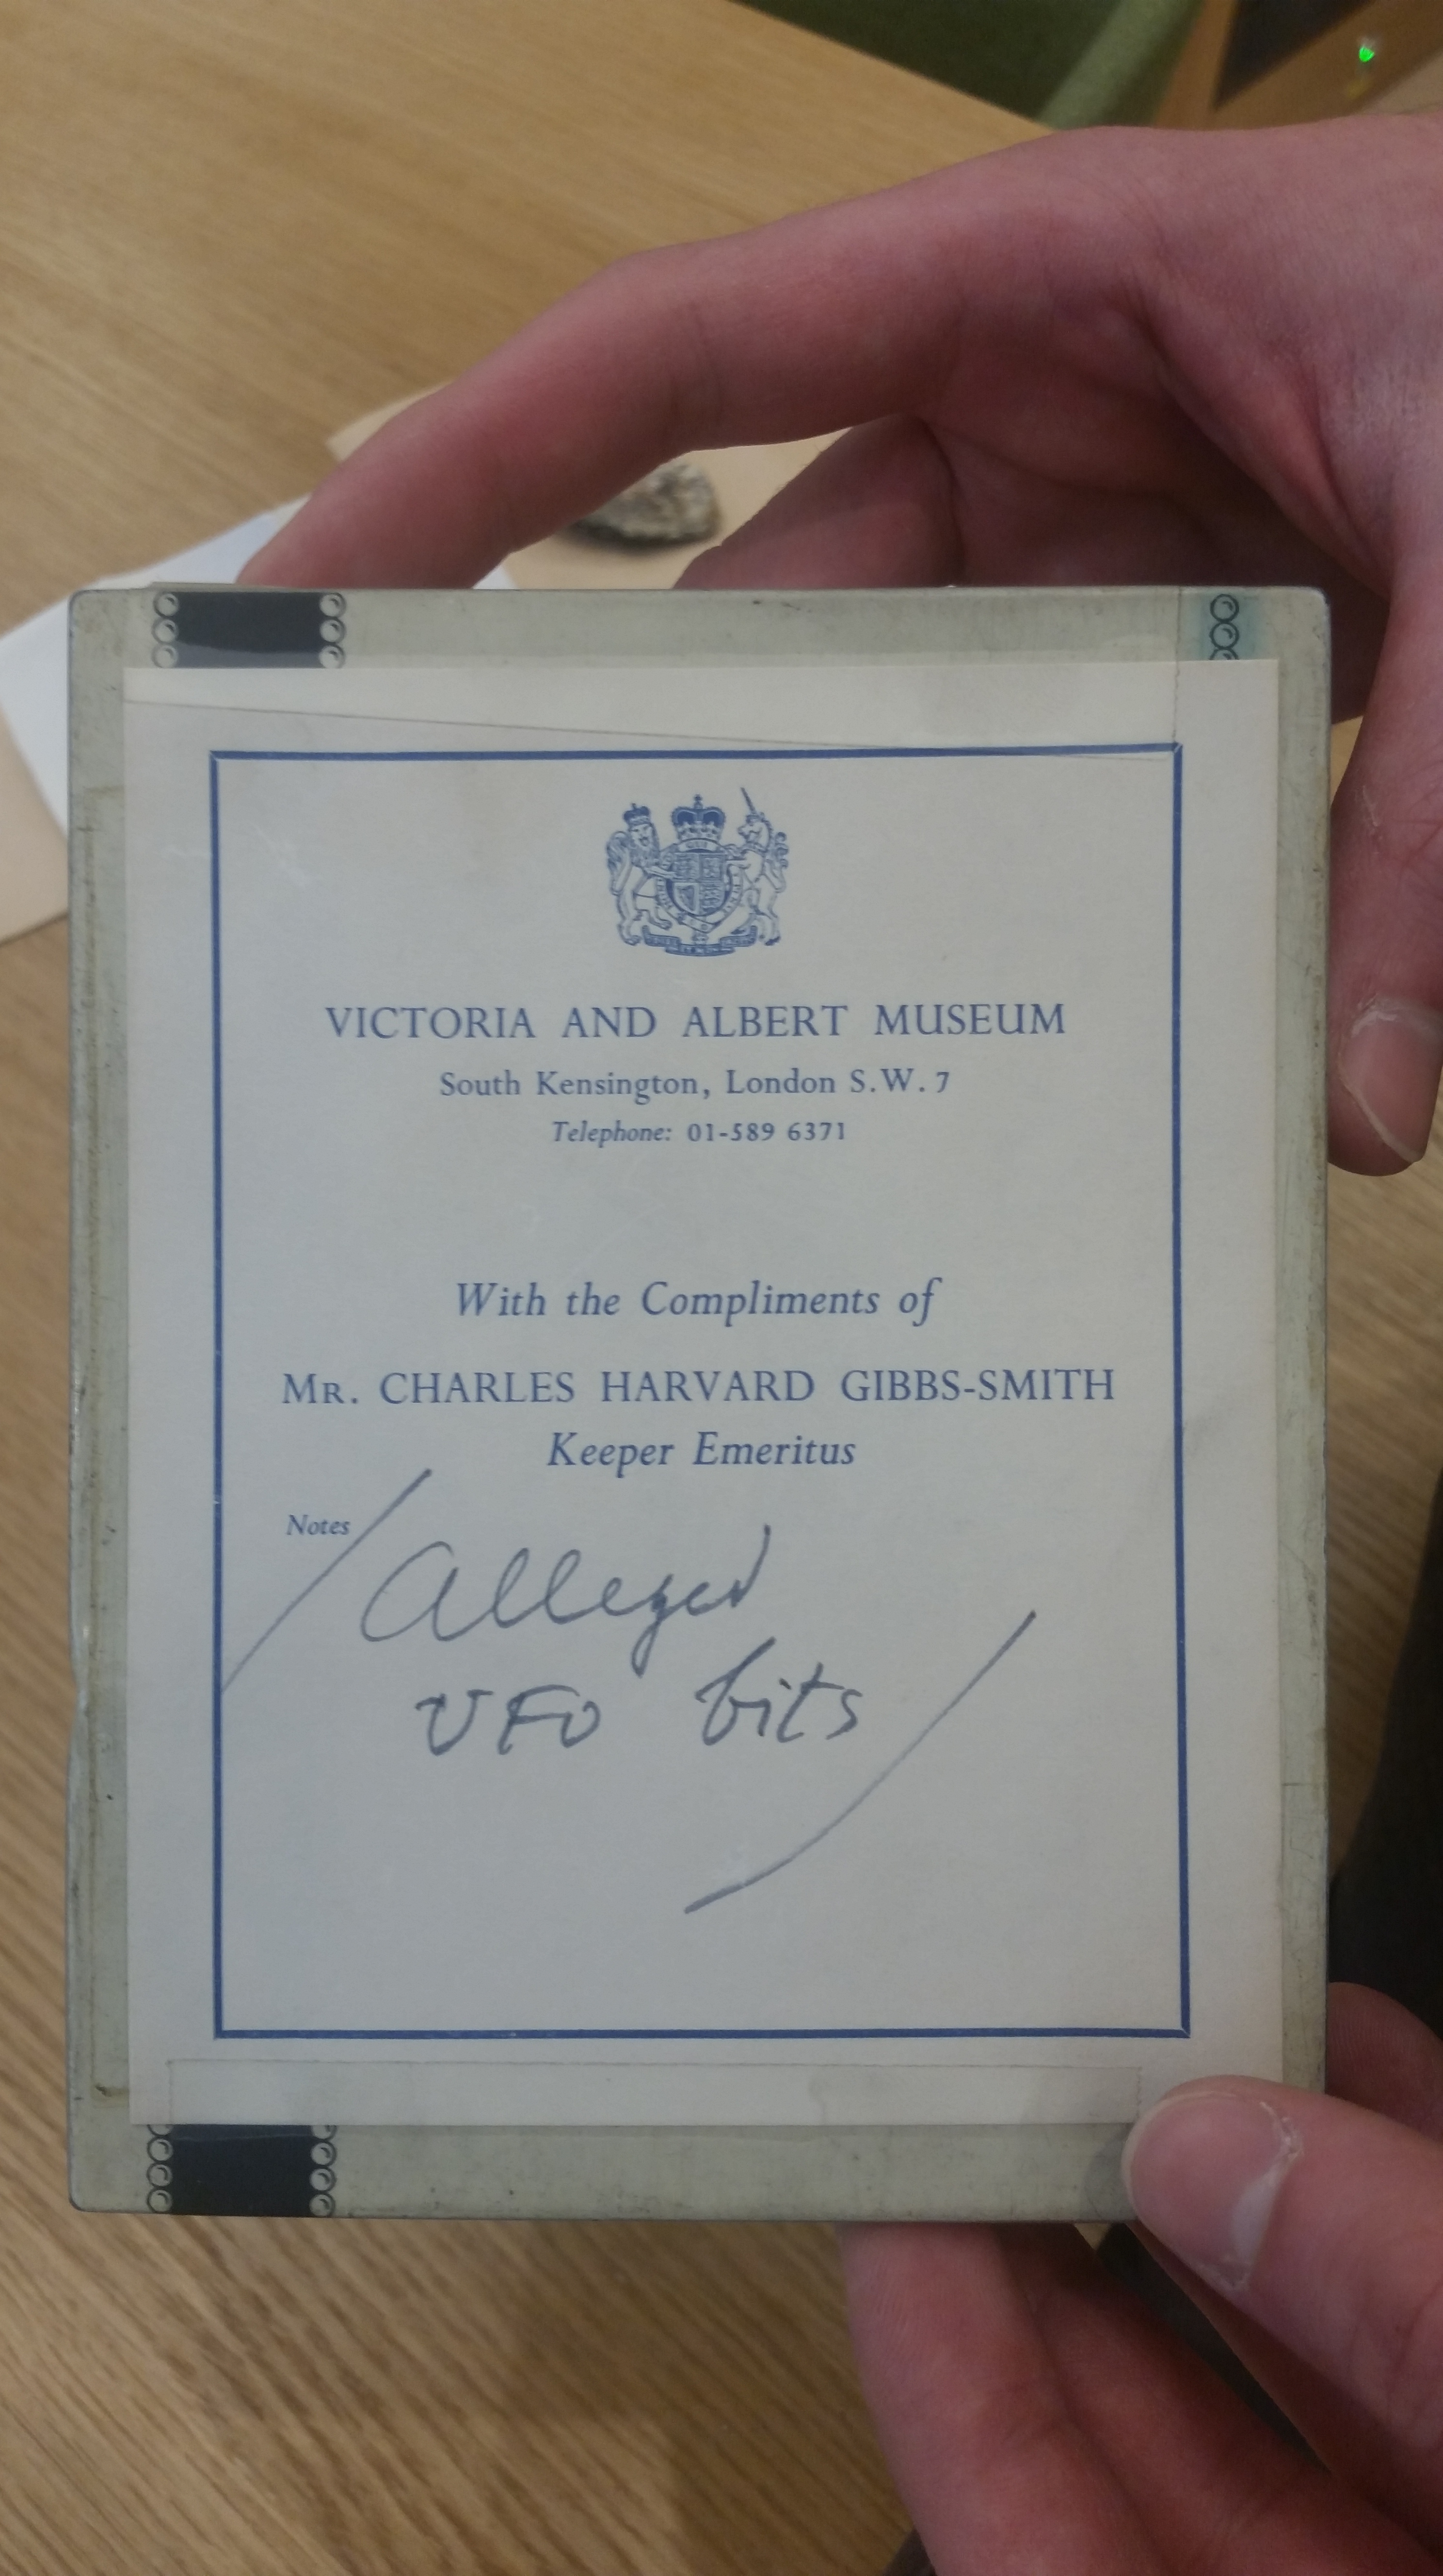 VICTORIA AND ALBERT MUSEUM
South Kensington, London S.W. 7
Telephone: 01-589 6371
With the Compliments of
MR. CHARLES HARVARD GIBBS-SMITH
Keeper Emeritus
Notes
Alleged
UFO bits